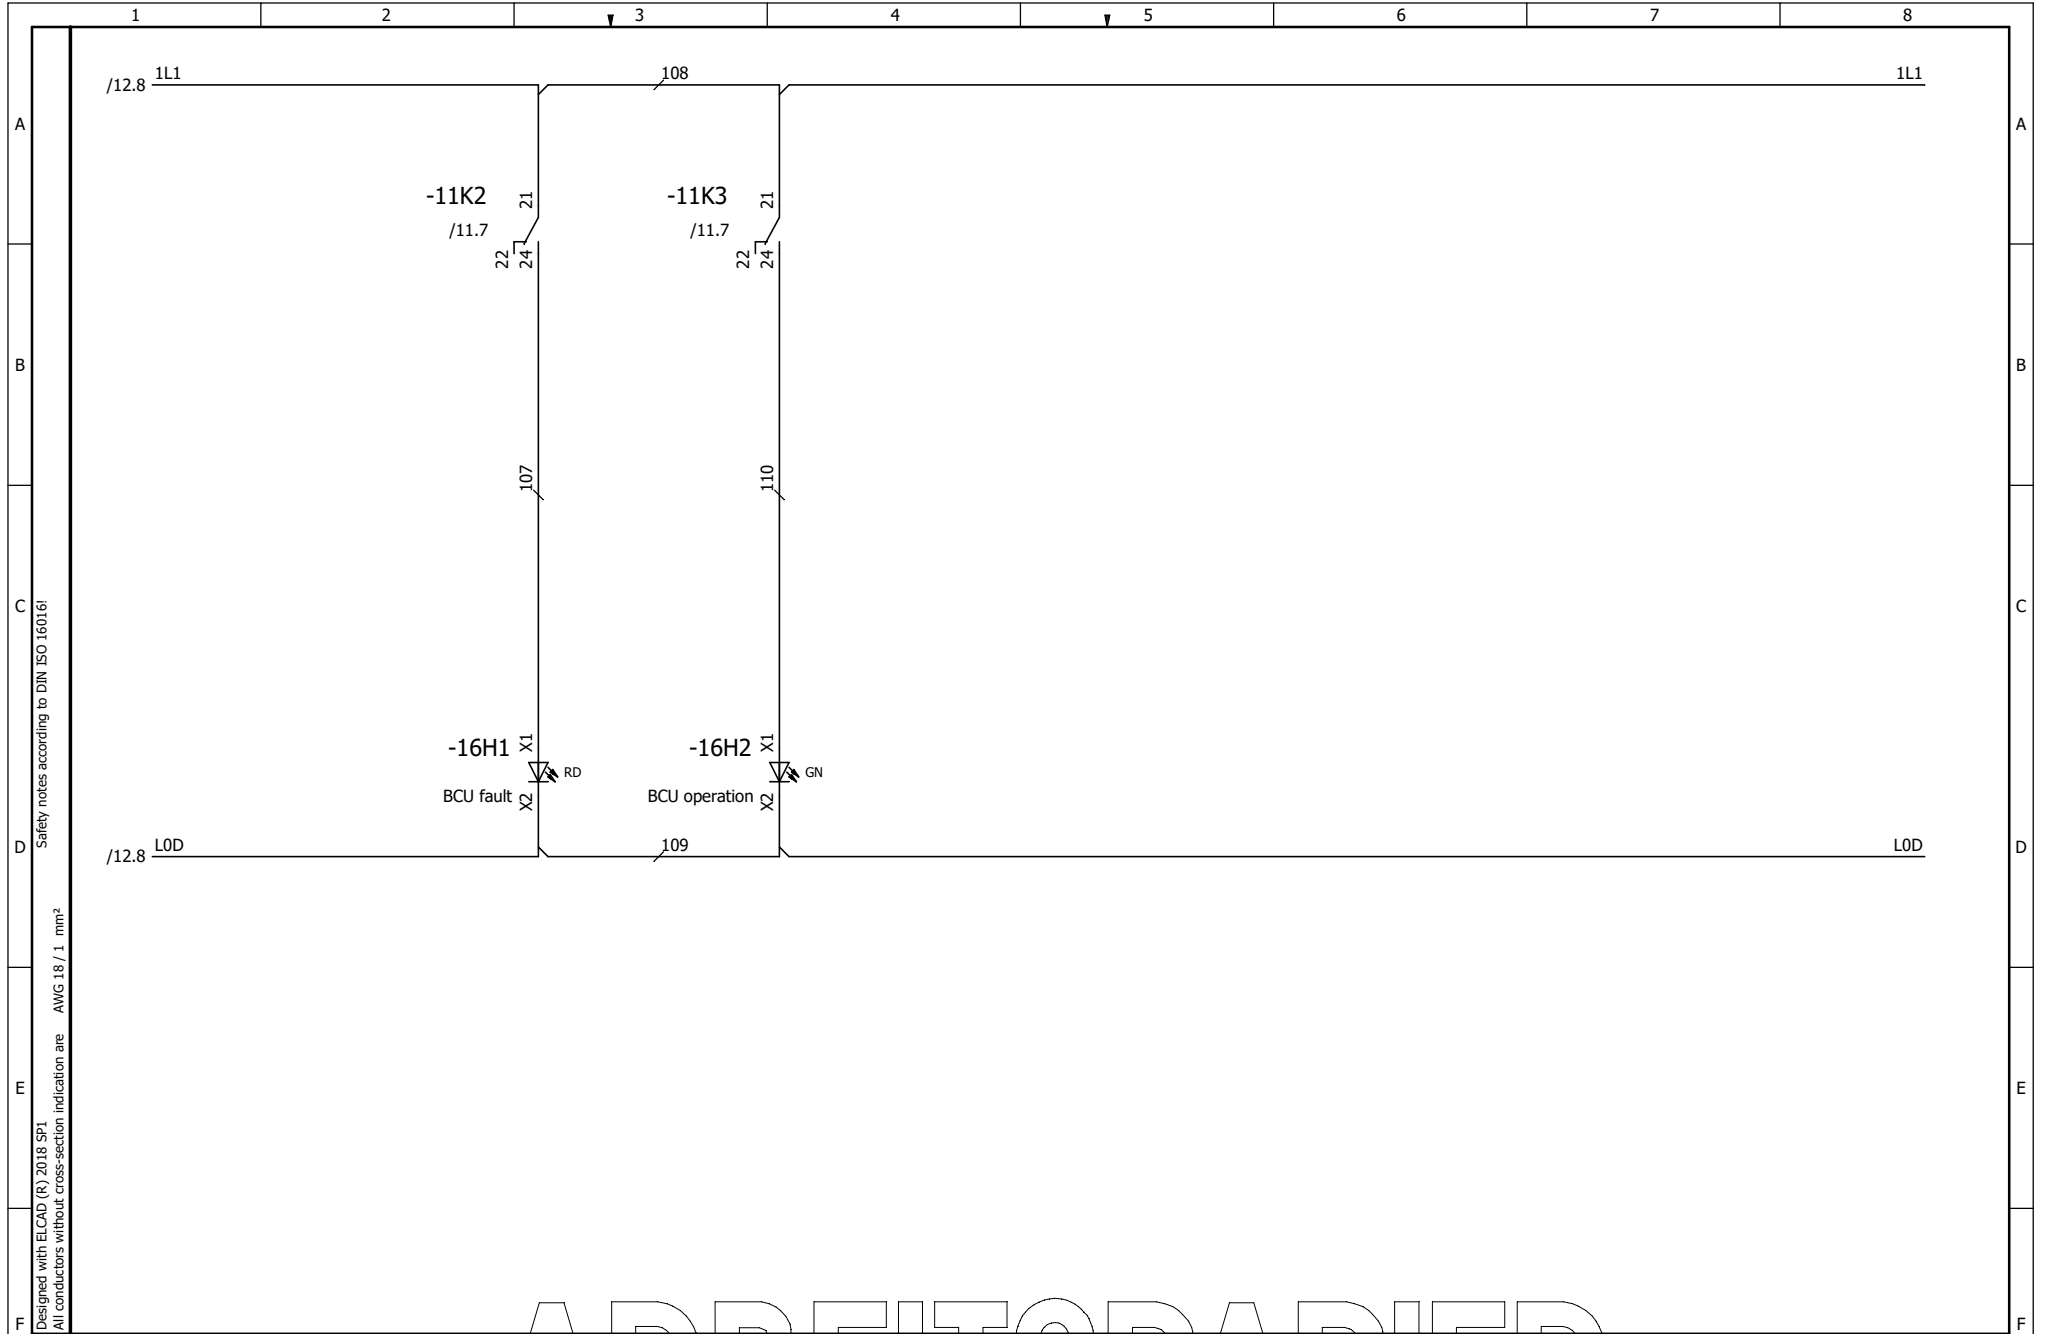 1 2 3 4 5 6 7 8
/12.8 1L1 108 1L1
A A
-11K2 21 -11K3 21
/11.7 /11.7
22 24 22 24
B B
107 110
C C
-16H1 X1 -16H2 X1
RD GN
BCU fault X2 BCU operation X2
D D
/12.8 L0D 109 L0D
E E
F F
Safety notes according to DIN ISO 16016!
Designed with ELCAD (R) 2018 SP1
All conductors without cross-section indication are AWG 18 / 1 mm²